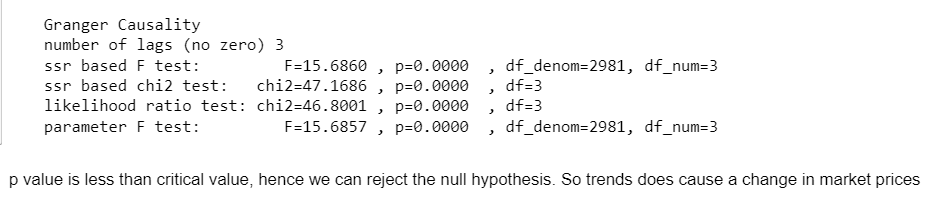 Granger Causality
number of lags (no zero) 3
ssr based F test:         F=15.6860 , p=0.0000  , df_denom=2981, df_num=3
ssr based chi2 test:   chi2=47.1686 , p=0.0000  , df=3
likelihood ratio test: chi2=46.8001 , p=0.0000  , df=3
parameter F test:         F=15.6857 , p=0.0000  , df_denom=2981, df_num=3
p value is less than critical value, hence we can reject the null hypothesis. So trends does cause a change in market prices